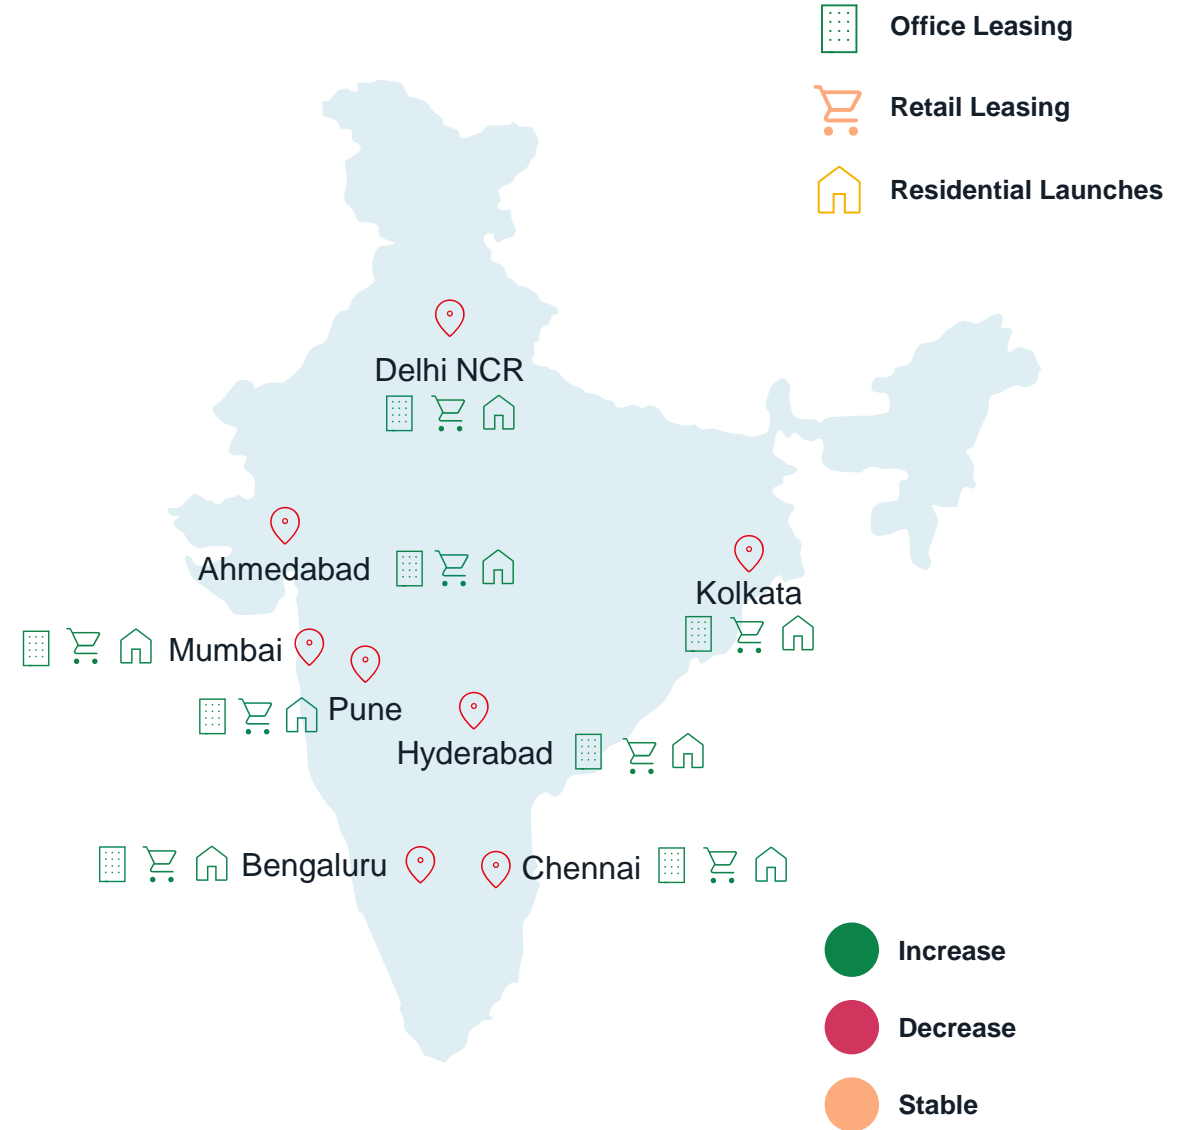 Office Leasing
Retail Leasing
Residential Launches
Delhi NCR
Ahmedabad
Kolkata
Mumbai
Pune
Hyderabad
Bengaluru
Chennai
Increase
Decrease
Stable